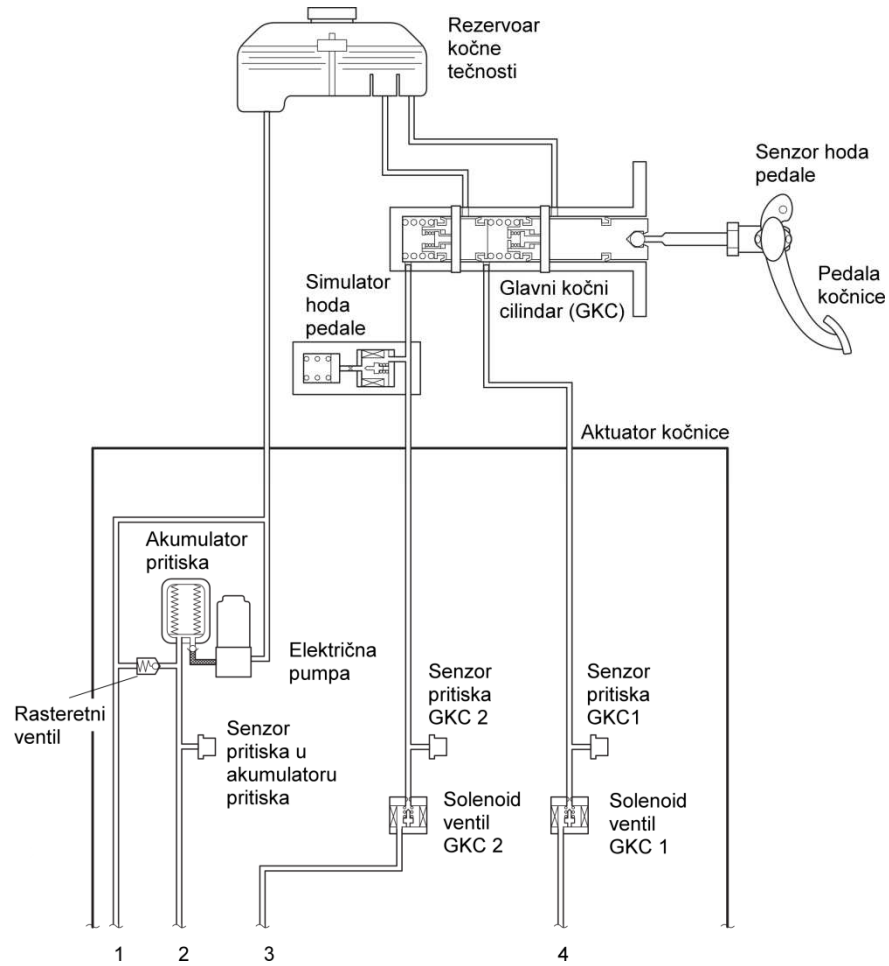 Rezervoar
kočne
tečnosti
Senzor hoda
pedale
Pedala
kočnice
Glavni kočni
cilindar (GKC)
Simulator
hoda
pedale
Aktuator kočnice
Akumulator
pritiska
Električna
pumpa
Rasteretni
ventil
Senzor
pritiska u
akumulatoru
pritiska
Senzor
pritiska
GKC 2
Senzor
pritiska
GKC1
Solenoid
ventil
GKC 2
Solenoid
ventil
GKC 1
1 2 3 4